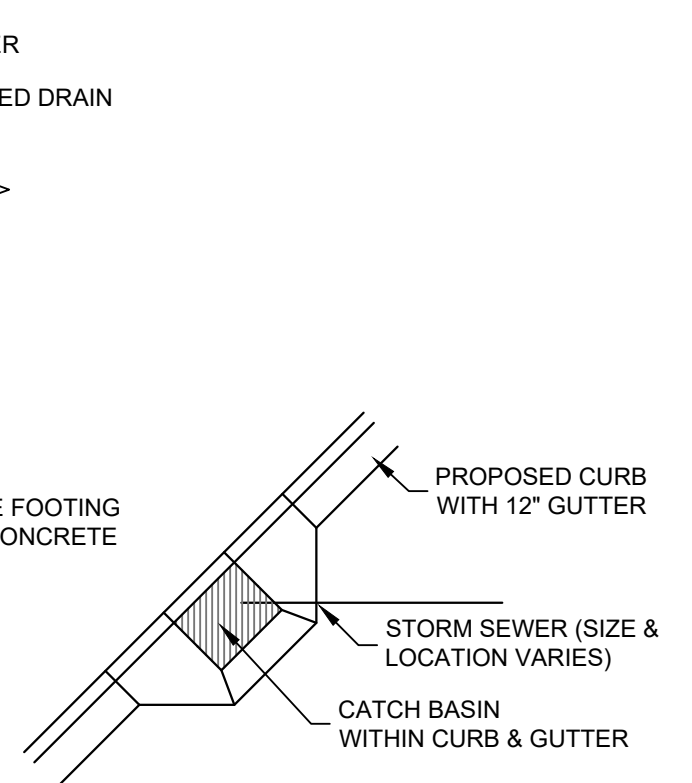 ER
ED DRAIN
>
E FOOTING
ONCRETE
PROPOSED CURB
WITH 12" GUTTER
STORM SEWER (SIZE &
LOCATION VARIES)
CATCH BASIN
WITHIN CURB & GUTTER